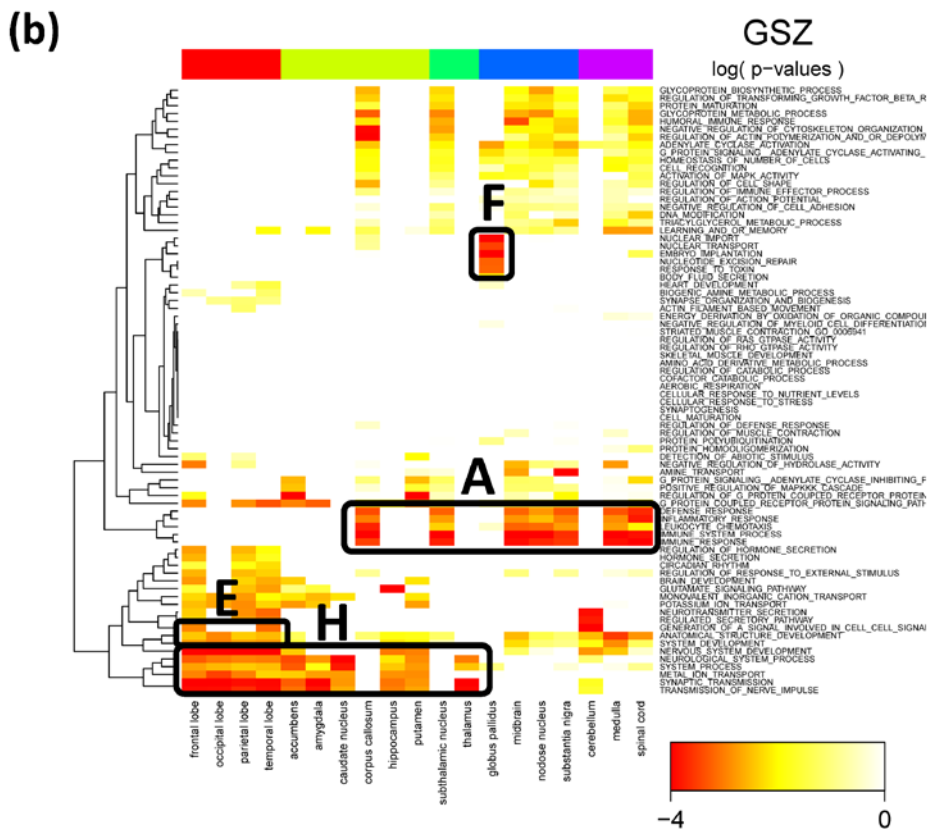 (b)
GSZ
log( p-values )
GLYCOPROTEIN_BIOSYNTHETIC_PROCESS
REGULATION_OF_TRANSFORMING_GROWTH_FACTOR_BETA_R
PROTEIN_MATURATION
GLYCOPROTEIN_METABOLIC_PROCESS
HUMORAL_IMMUNE_RESPONSE
NEGATIVE_REGULATION_OF_CYTOSKELETON_ORGANIZATION
REGULATION_OF_ACTIN_POLYMERIZATION_AND_OR_DEPOLYM
ADENYLATE_CYCLASE_ACTIVATION
G_PROTEIN_SIGNALING__ADENYLATE_CYCLASE_ACTIVATING_
HOMEOSTASIS_OF_NUMBER_OF_CELLS
CELL_RECOGNITION
ACTIVATION_OF_MAPK_ACTIVITY
REGULATION_OF_CELL_SHAPE
REGULATION_OF_IMMUNE_EFFECTOR_PROCESS
REGULATION_OF_ACTION_POTENTIAL
NEGATIVE_REGULATION_OF_CELL_ADHESION
DNA_MODIFICATION
TRIACYLGLYCEROL_METABOLIC_PROCESS
LEARNING_AND_OR_MEMORY
F
NUCLEAR_IMPORT
NUCLEAR_TRANSPORT
EMBRYO_IMPLANTATION
NUCLEOTIDE_EXCISION_REPAIR
RESPONSE_TO_TOXIN
BODY_FLUID_SECRETION
HEART_DEVELOPMENT
BIOGENIC_AMINE_METABOLIC_PROCESS
SYNAPSE_ORGANIZATION_AND_BIOGENESIS
ACTIN_FILAMENT_BASED_MOVEMENT
ENERGY_DERIVATION_BY_OXIDATION_OF_ORGANIC_COMPOU
NEGATIVE_REGULATION_OF_MYELOID_CELL_DIFFERENTIATION
STRIATED_MUSCLE_CONTRACTION_GO_0006941
REGULATION_OF_RAS_GTPASE_ACTIVITY
REGULATION_OF_RHO_GTPASE_ACTIVITY
SKELETAL_MUSCLE_DEVELOPMENT
AMINO_ACID_DERIVATIVE_METABOLIC_PROCESS
REGULATION_OF_CATABOLIC_PROCESS
COFACTOR_CATABOLIC_PROCESS
AEROBIC_RESPIRATION
CELLULAR_RESPONSE_TO_NUTRIENT_LEVELS
CELLULAR_RESPONSE_TO_STRESS
SYNAPTOGENESIS
CELL_MATURATION
REGULATION_OF_DEFENSE_RESPONSE
REGULATION_OF_MUSCLE_CONTRACTION
PROTEIN_POLYUBIQUITINATION
PROTEIN_HOMOOLIGOMERIZATION
DETECTION_OF_ABIOTIC_STIMULUS
NEGATIVE_REGULATION_OF_HYDROLASE_ACTIVITY
AMINE_TRANSPORT
G_PROTEIN_SIGNALING__ADENYLATE_CYCLASE_INHIBITING_F
POSITIVE_REGULATION_OF_MAPKKK_CASCADE
REGULATION_OF_G_PROTEIN_COUPLED_RECEPTOR_PROTEIN
G_PROTEIN_COUPLED_RECEPTOR_PROTEIN_SIGNALING_PATH
A
DEFENSE_RESPONSE
INFLAMMATORY_RESPONSE
LEUKOCYTE_CHEMOTAXIS
IMMUNE_SYSTEM_PROCESS
IMMUNE_RESPONSE
REGULATION_OF_HORMONE_SECRETION
HORMONE_SECRETION
CIRCADIAN_RHYTHM
REGULATION_OF_RESPONSE_TO_EXTERNAL_STIMULUS
BRAIN_DEVELOPMENT
GLUTAMATE_SIGNALING_PATHWAY
MONOVALENT_INORGANIC_CATION_TRANSPORT
POTASSIUM_ION_TRANSPORT
NEUROTRANSMITTER_SECRETION
REGULATED_SECRETORY_PATHWAY
GENERATION_OF_A_SIGNAL_INVOLVED_IN_CELL_CELL_SIGNA
E
H
ANATOMICAL_STRUCTURE_DEVELOPMENT
SYSTEM_DEVELOPMENT
NERVOUS_SYSTEM_DEVELOPMENT
NEUROLOGICAL_SYSTEM_PROCESS
SYSTEM_PROCESS
METAL_ION_TRANSPORT
SYNAPTIC_TRANSMISSION
TRANSMISSION_OF_NERVE_IMPULSE
frontal lobe
occipital lobe
parietal lobe
temporal lobe
accumbens
amygdala
caudate nucleus
corpus callosum
hippocampus
putamen
subthalamic nucleus
thalamus
globus pallidus
midbrain
nodose nucleus
substantia nigra
cerebellum
medulla
spinal cord
−4
0